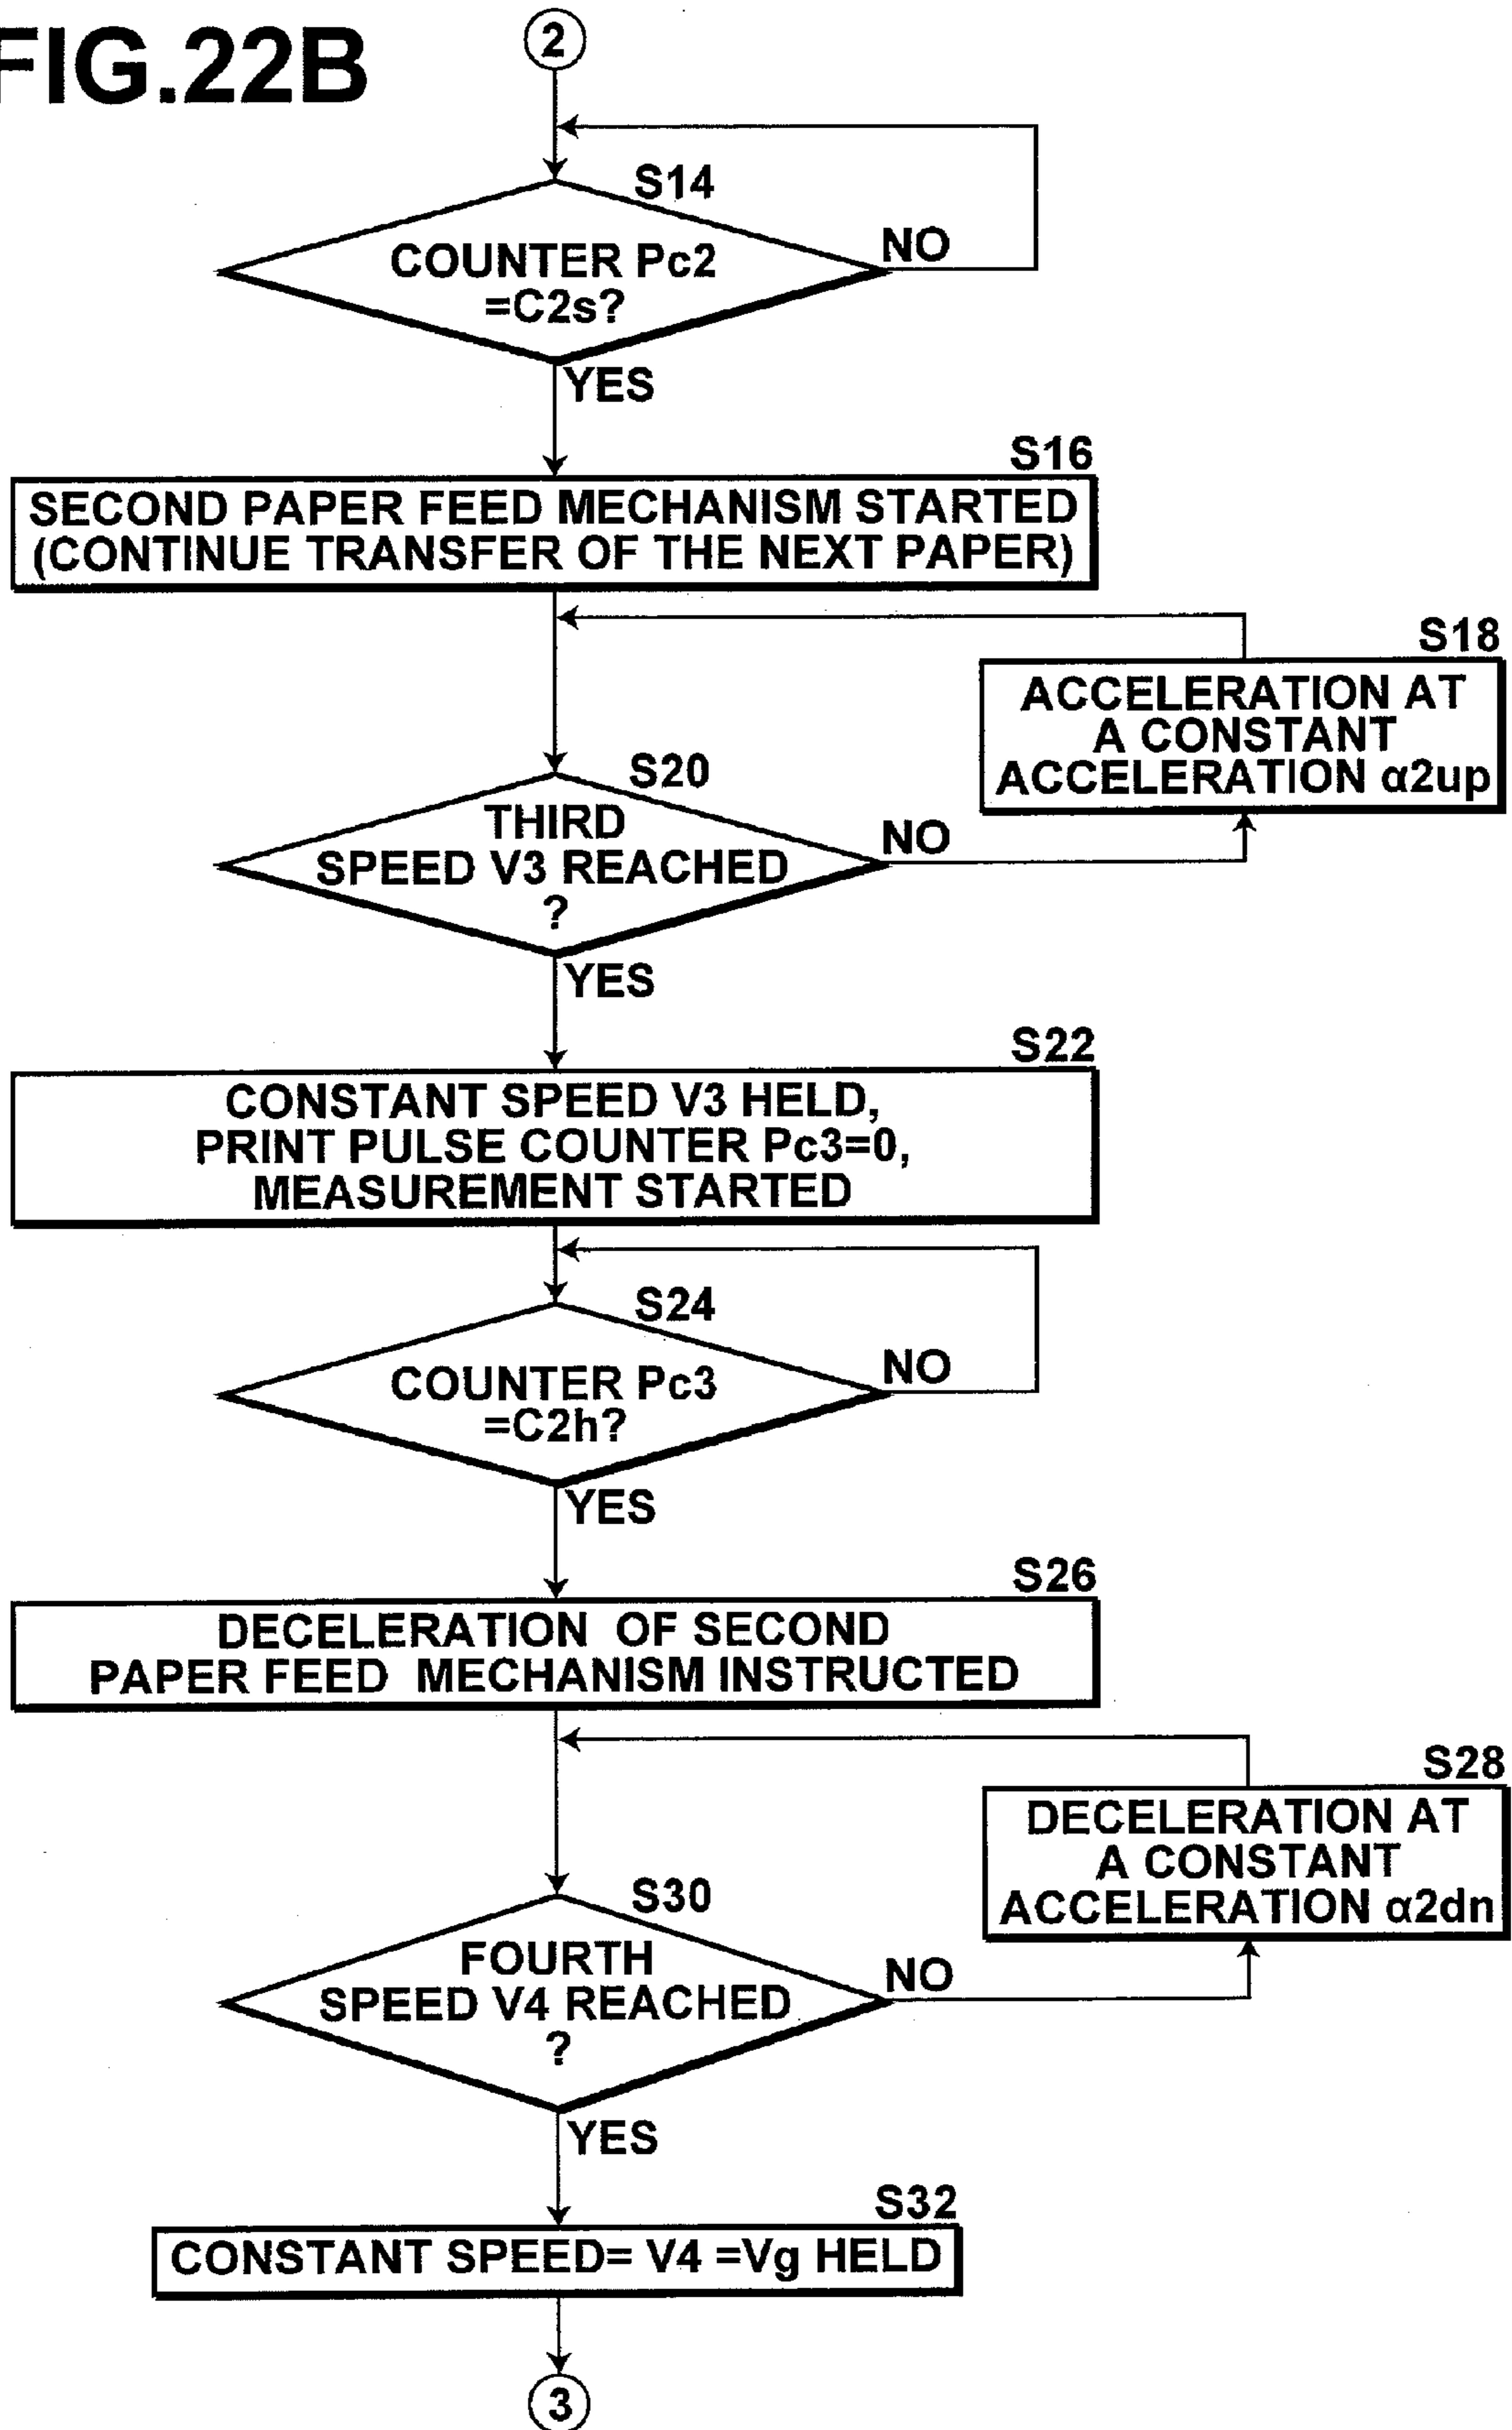 FIG.22B
2
S14
COUNTER Pc2
=C2s?
NO
YES
S16
SECOND PAPER FEED MECHANISM STARTED
(CONTINUE TRANSFER OF THE NEXT PAPER)
S18
ACCELERATION AT
A CONSTANT
ACCELERATION α2up
S20
THIRD
SPEED V3 REACHED
?
NO
YES
S22
CONSTANT SPEED V3 HELD,
PRINT PULSE COUNTER Pc3=0,
MEASUREMENT STARTED
S24
COUNTER Pc3
=C2h?
NO
YES
S26
DECELERATION OF SECOND
PAPER FEED MECHANISM INSTRUCTED
S28
DECELERATION AT
A CONSTANT
ACCELERATION α2dn
S30
FOURTH
SPEED V4 REACHED
?
NO
YES
S32
CONSTANT SPEED= V4 =Vg HELD
3